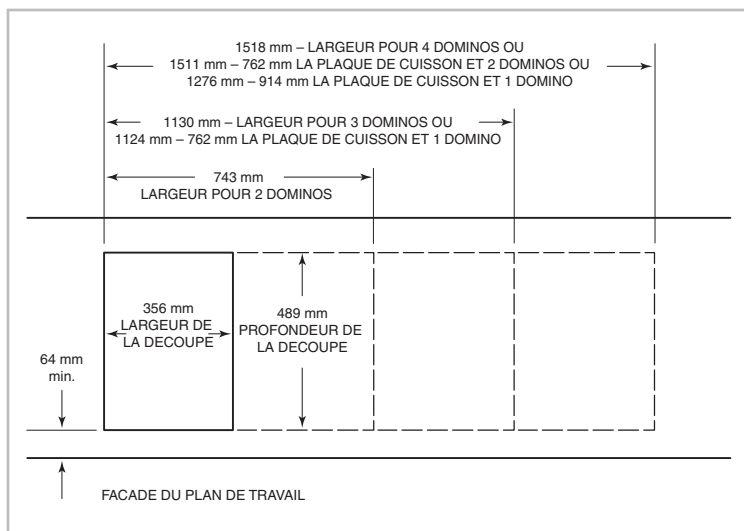 1518 mm – LARGEUR POUR 4 DOMINOS OU
1511 mm – 762 mm LA PLAQUE DE CUISSON ET 2 DOMINOS OU
1276 mm – 914 mm LA PLAQUE DE CUISSON ET 1 DOMINO
1130 mm – LARGEUR POUR 3 DOMINOS OU
1124 mm – 762 mm LA PLAQUE DE CUISSON ET 1 DOMINO
743 mm
LARGEUR POUR 2 DOMINOS
356 mm
LARGEUR DE
LA DECOUPE
489 mm
PROFONDEUR DE
LA DECOUPE
64 mm
min.
FACADE DU PLAN DE TRAVAIL